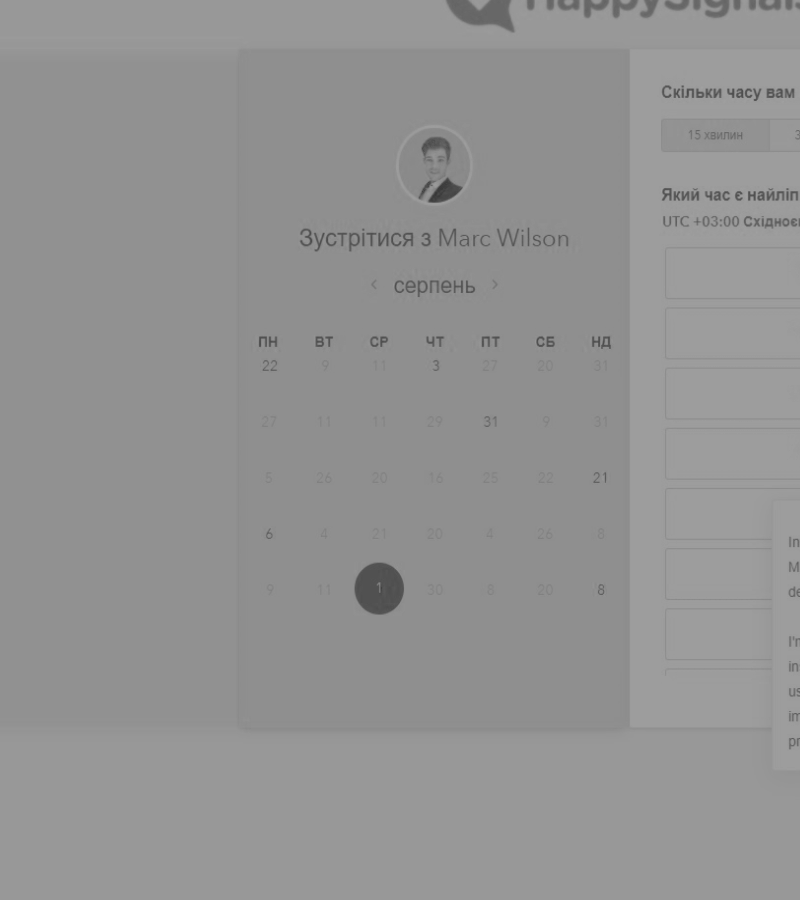 HappySignals
Зустрітися з Marc Wilson
серпень
ПН ВТ СР ЧТ ПТ СБ НД
22 9 11 3 27 20 31
27 11 11 29 31 9 31
5 26 20 16 25 22 21
6 4 21 20 4 26 8
9 11 1 30 8 20 8
Скільки часу вам
15 хвилин 3
Який час є найліп
UTC +03:00 Східноє
In
M
de
I'm
ins
us
im
pr